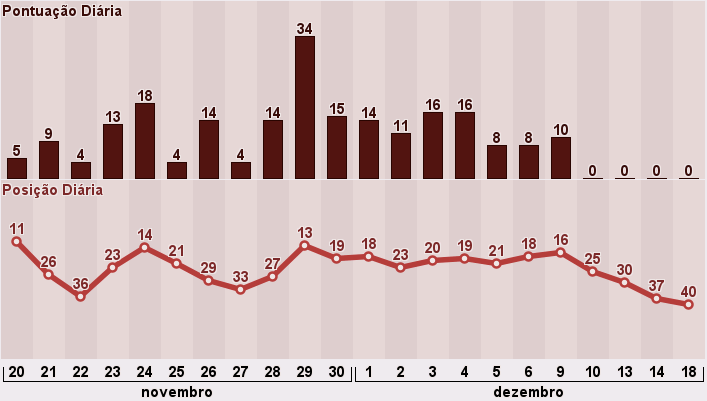 Pontuação Diária
5 9 4 13 18 4 14 4 14 34 15 14 11 16 16 8 8 10 0 0 0 0
Posição Diária
11 26 36 23 14 21 29 33 27 13 19 18 23 20 19 21 18 16 25 30 37 40
20 21 22 23 24 25 26 27 28 29 30 1 2 3 4 5 6 9 10 13 14 18
novembro dezembro